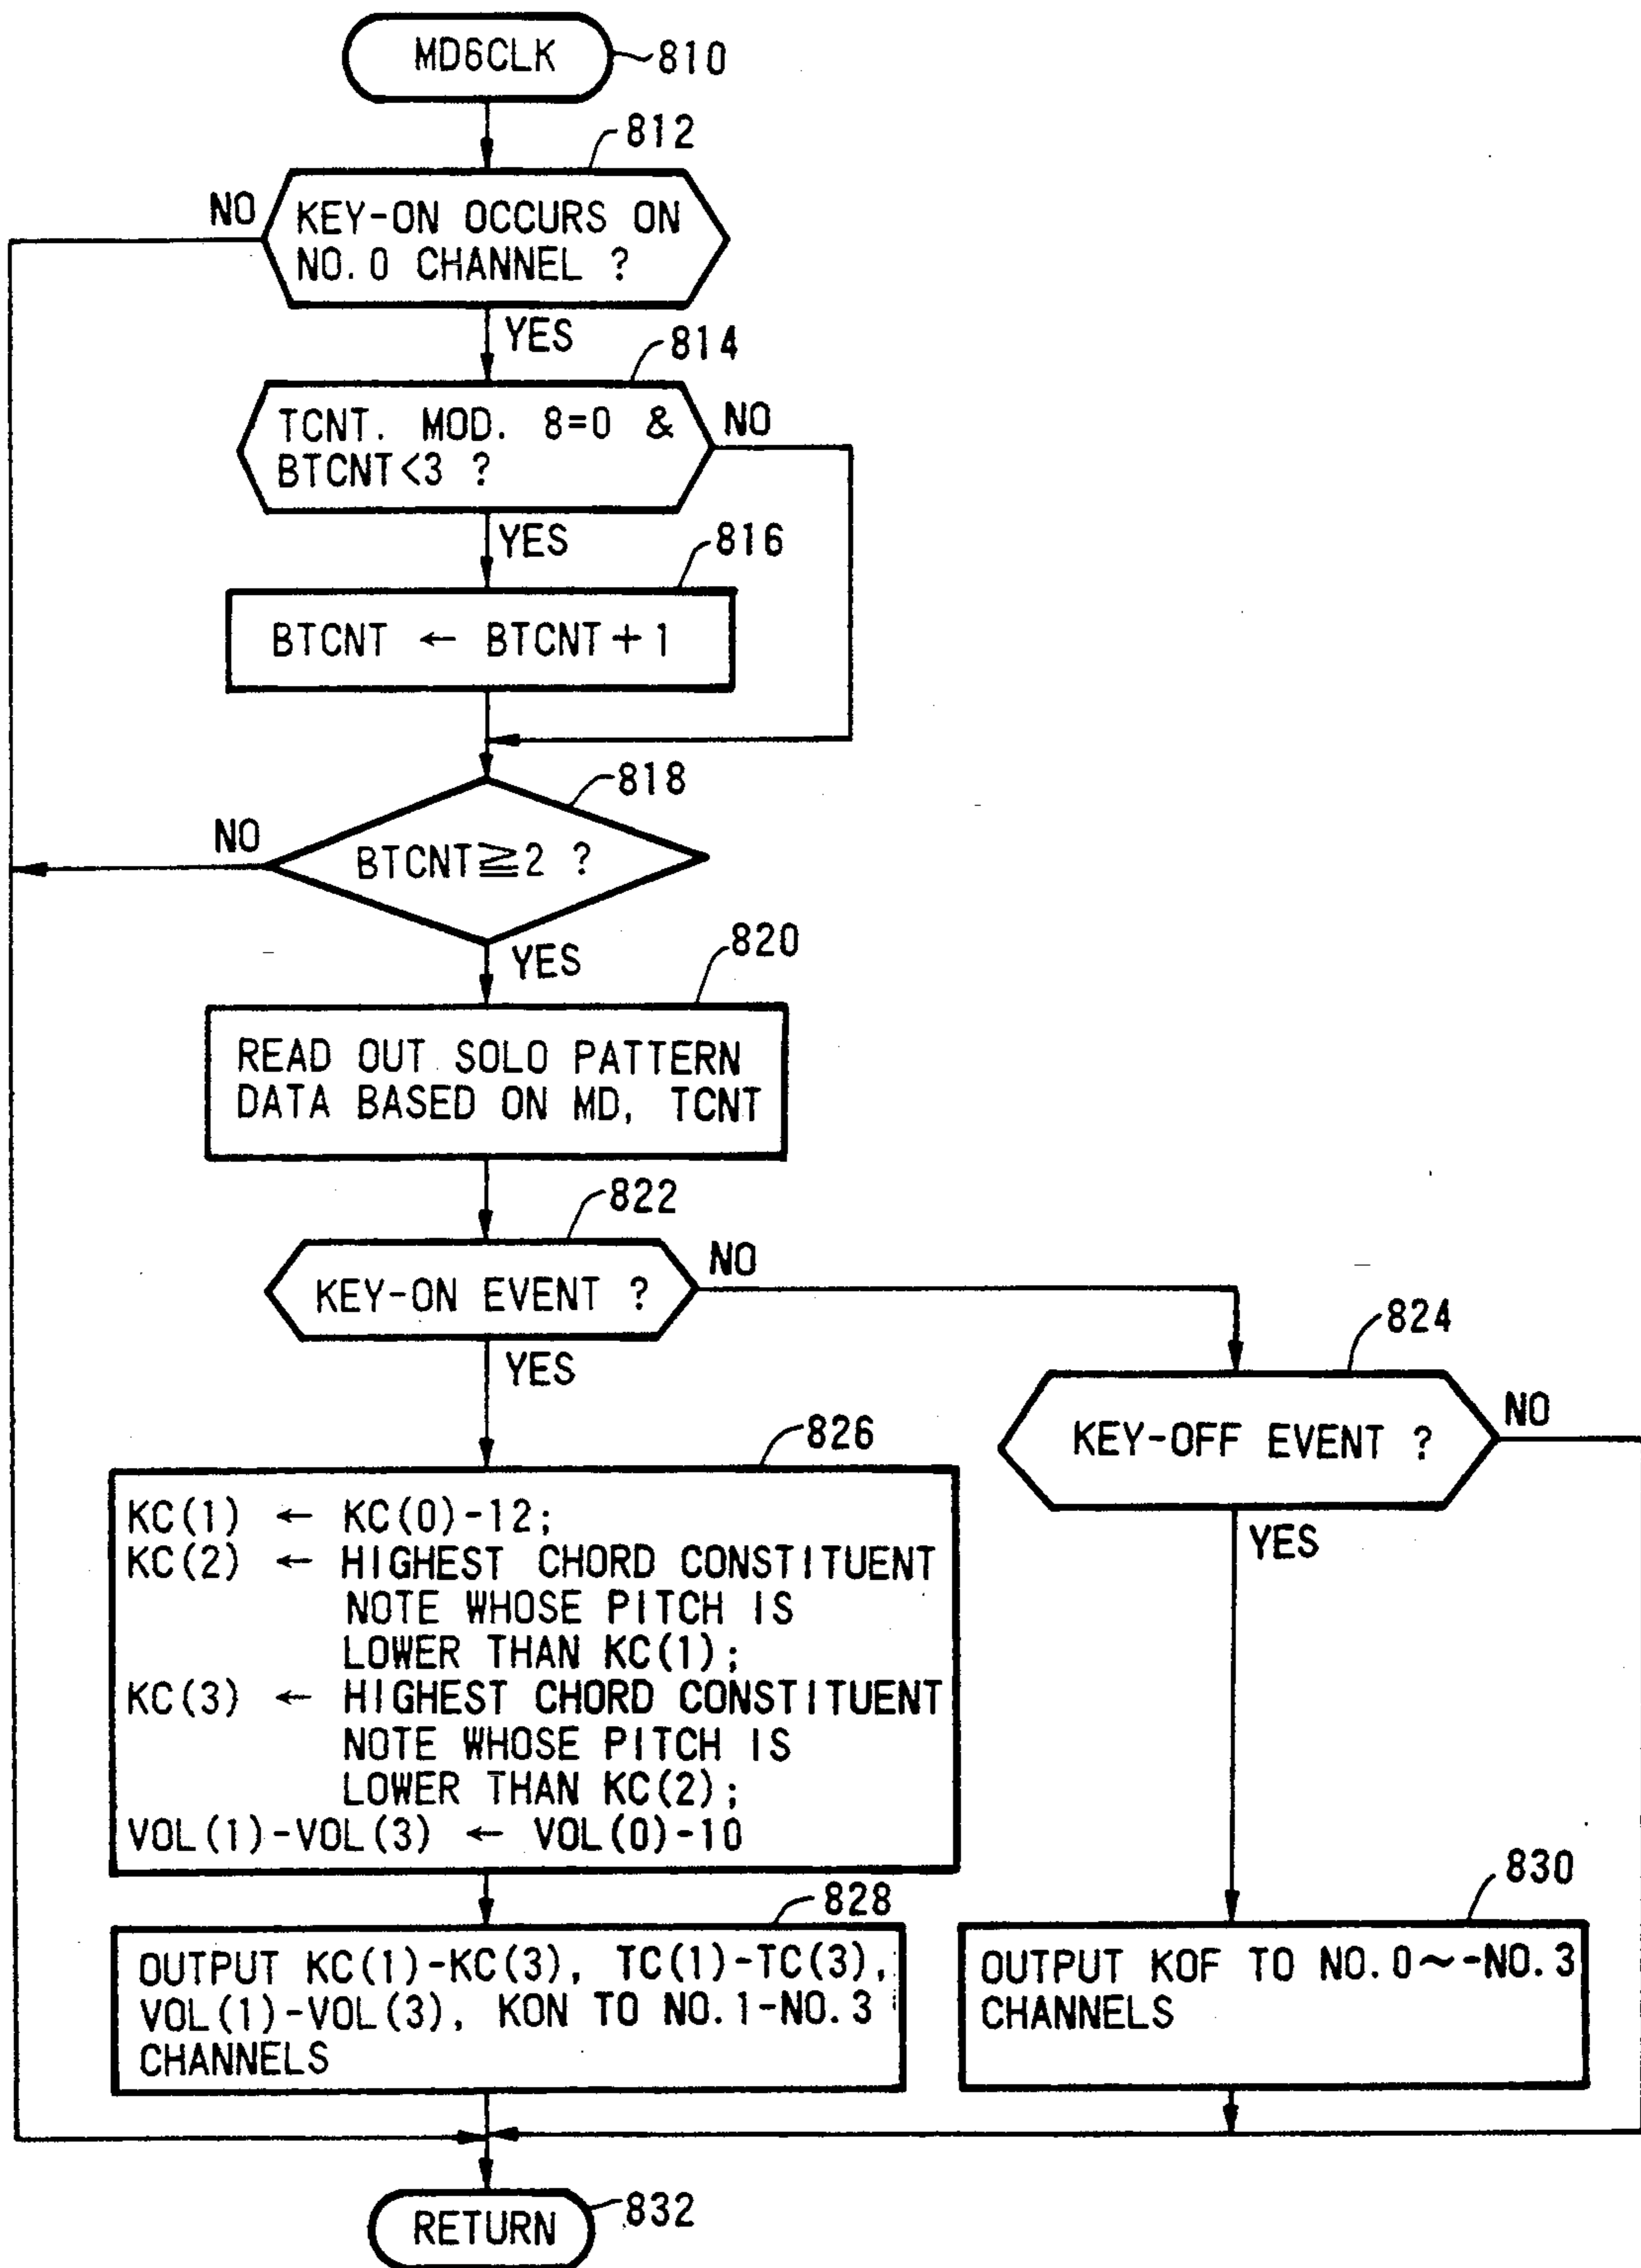 MD6CLK
810
812
NO
KEY-ON OCCURS ON
NO.0 CHANNEL ?
YES
814
TCNT. MOD. 8=0 &
BTCNT<3 ?
NO
YES
816
BTCNT ← BTCNT+1
818
NO
BTCNT≧2 ?
YES
820
READ OUT SOLO PATTERN
DATA BASED ON MD, TCNT
822
KEY-ON EVENT ?
NO
YES
824
KEY-OFF EVENT ?
NO
YES
826
KC(1) ← KC(0)-12;
KC(2) ← HIGHEST CHORD CONSTITUENT
NOTE WHOSE PITCH IS
LOWER THAN KC(1);
KC(3) ← HIGHEST CHORD CONSTITUENT
NOTE WHOSE PITCH IS
LOWER THAN KC(2);
VOL(1)-VOL(3) ← VOL(0)-10
828
OUTPUT KC(1)-KC(3), TC(1)-TC(3),
VOL(1)-VOL(3), KON TO NO.1-NO.3
CHANNELS
830
OUTPUT KOF TO NO.0~-NO.3
CHANNELS
RETURN
832